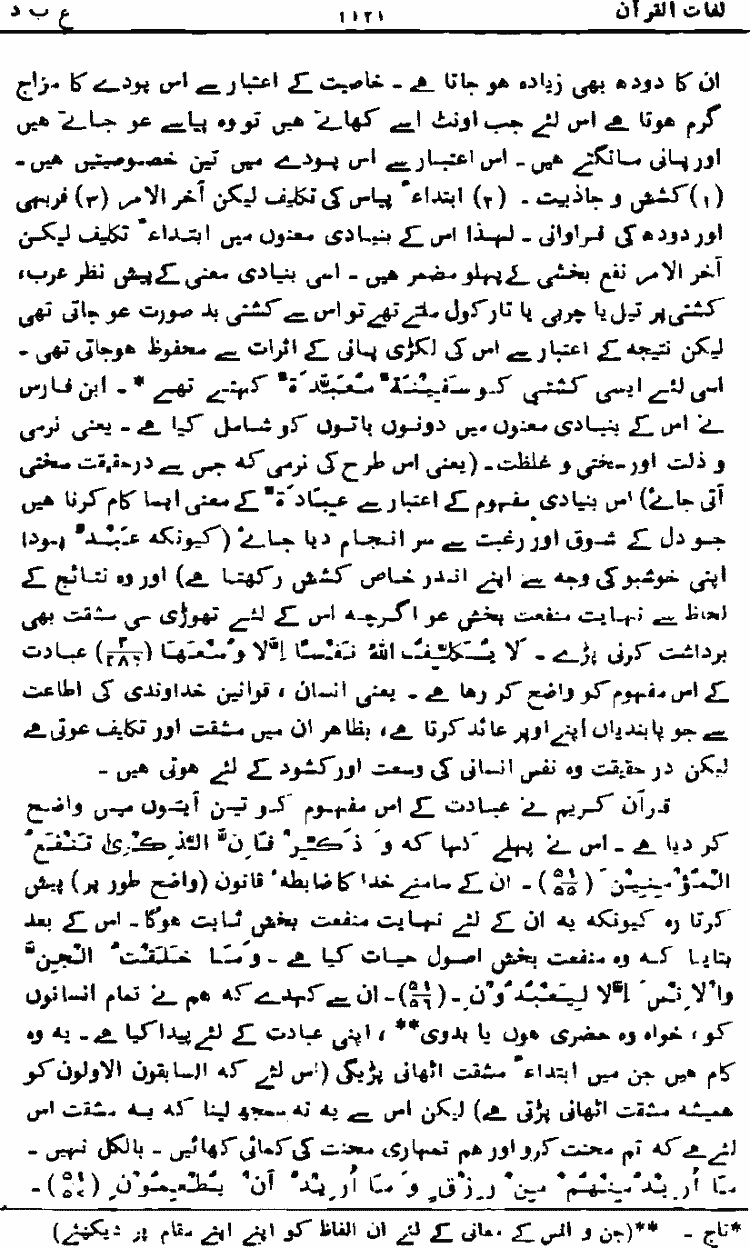 لغات القرآن ۱۱۲۱ ع ب د
ان کا دودھ بھی زیادہ ہو جاتا ہے ۔ خاصیت کے اعتبار سے اس پودے کا مزاج
گرم ہوتا ہے اس لئے جب اونٹ اسے کھاتے ہیں تو وہ پیاسے ہو جاتے ہیں
اور پانی مانگتے ہیں ۔ اس اعتبار سے اس پودے میں تین خصوصیتیں ہیں ۔
(۱) کشش و جاذبیت ۔ (۲) ابتداءً پیاس کی تکلیف لیکن آخر الامر (۳) فربہی
اور دودھ کی فراوانی ۔ لہذا اس کے بنیادی معنوں میں ابتداءً تکلیف لیکن
آخر الامر نفع بخشی کے پہلو مضمر ہیں ۔ اسی بنیادی معنی کے پیش نظر عرب،
کشتی پر تیل یا چربی یا تارکول ملتے تھے تو اس سے کشتی بد صورت ہو جاتی تھی
لیکن نتیجہ کے اعتبار سے اس کی لکڑی پانی کے اثرات سے محفوظ ہوجاتی تھی ۔
اسی لئے ایسی کشتی کو سَفِیْنَۃٌ مُعَبَّدَۃٌ کہتے تھے * ۔ ابن فارس
نے اس کے بنیادی معنوں میں دونوں باتوں کو شامل کیا ہے ۔ یعنی نرمی
و ذلت اور سختی و غلظت ۔ (یعنی اس طرح کی نرمی کہ جس سے درحقیقت سختی
آتی جائے) اس بنیادی مفہوم کے اعتبار سے عِبَادَۃٌ کے معنی ایسا کام کرنا ہیں
جو دل کے شوق اور رغبت سے سر انجام دیا جائے (کیونکہ عَبْدٌ پودا
اپنی خوشبو کی وجہ سے اپنے اندر خاص کشش رکھتا ہے) اور وہ نتائج کے
لحاظ سے نہایت منفعت بخش ہو اگرچہ اس کے لئے تھوڑی سی مشقت بھی
برداشت کرنی پڑے ۔ لَا یُکَلِّفُ اللہُ نَفْسًا اِلَّا وُسْعَہَا (۲/۲۸۶) عبادت
کے اس مفہوم کو واضح کر رہا ہے ۔ یعنی انسان ، قوانین خداوندی کی اطاعت
سے جو پابندیاں اپنے اوپر عائد کرتا ہے، بظاہر ان میں مشقت اور تکلیف ہوتی ہے
لیکن در حقیقت وہ نفس انسانی کی وسعت اور کشود کے لئے ہوتی ہیں ۔
قرآن کریم نے عبادت کے اس مفہوم کو تین آیتوں میں واضح
کر دیا ہے ۔ اس نے پہلے کہا کہ وَ ذَکِّرْ فَاِنَّ الذِّکْرٰی تَنْفَعُ
الْمُؤْمِنِیْنَ (۵۱/۵۵) ۔ ان کے سامنے خدا کا ضابطۂ قانون (واضح طور پر) پیش
کرتا رہ کیونکہ یہ ان کے لئے نہایت منفعت بخش ثابت ہوگا ۔ اس کے بعد
بتایا کہ وہ منفعت بخش اصول حیات کیا ہے ۔ وَمَا خَلَقْتُ الْجِنَّ
وَالْاِنْسَ اِلَّا لِیَعْبُدُوْنِ ۔ (۵۱/۵۶) ۔ ان سے کہدے کہ ہم نے تمام انسانوں
کو ، خواہ وہ حضری ہوں یا بدوی** ، اپنی عبادت کے لئے پیدا کیا ہے ۔ یہ وہ
کام ہیں جن میں ابتداءً مشقت اٹھانی پڑیگی (اس لئے کہ السابقون الاولون کو
ہمیشہ مشقت اٹھانی پڑتی ہے) لیکن اس سے یہ نہ سمجھ لینا کہ یہ مشقت اس
لئے ہے کہ تم محنت کرو اور ہم تمہاری محنت کی کمائی کھائیں ۔ بالکل نہیں ۔
مَا اُرِیْدُ مِنْہُمْ مِّنْ رِزْقٍ وَّمَا اُرِیْدُ اَنْ یُّطْعِمُوْنِ (۵۱/۵۷) ۔
*تاج ۔ **(جن و انس کے معانی کے لئے ان الفاظ کو اپنے اپنے مقام پر دیکھئے)